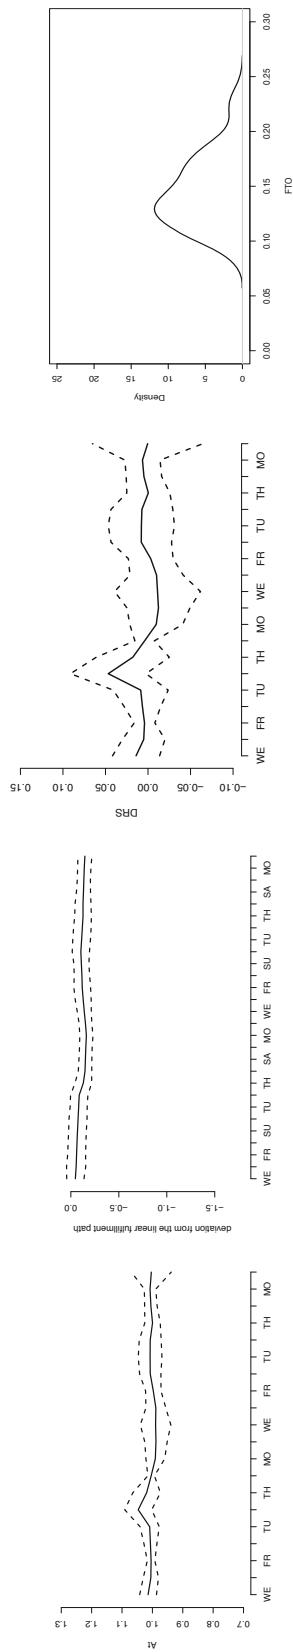 At
1.3 1.2 1.1 1.0 0.9 0.8 0.7
WE FR TU TH MO WE FR TU TH MO
deviation from the linear fulfillment path
0.0 −0.5 −1.0 −1.5
WE FR SU TU TH SA MO WE FR SU TU TH SA MO
DRS
0.15 0.10 0.05 0.00 −0.05 −0.10
WE FR TU TH MO WE FR TU TH MO
Density
25 20 15 10 5 0
0.00 0.05 0.10 0.15 0.20 0.25 0.30
FTO